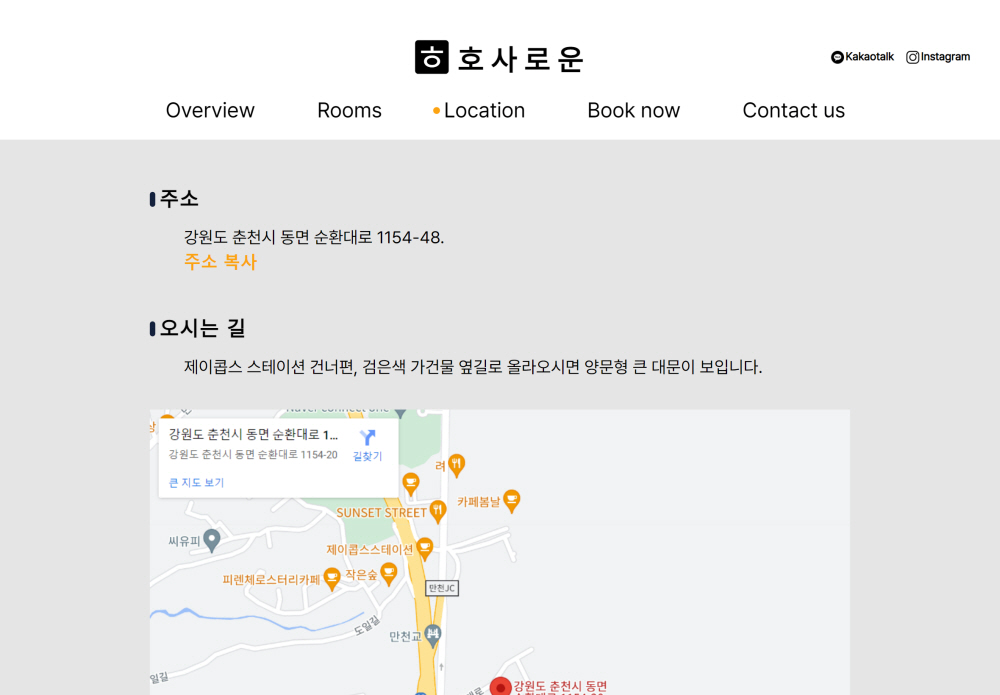 ㅎ 호사로운
Kakaotalk Instagram
Overview Rooms Location Book now Contact us
주소
강원도 춘천시 동면 순환대로 1154-48.
주소 복사
오시는 길
제이콥스 스테이션 건너편, 검은색 가건물 옆길로 올라오시면 양문형 큰 대문이 보입니다.
강원도 춘천시 동면 순환대로 1...
강원도 춘천시 동면 순환대로 1154-20
길찾기
큰 지도 보기
려
카페봄날
SUNSET STREET
씨유피
제이콥스스테이션
작은숲
피렌체로스터리카페
만천JC
도일길
만천교
일길
강원도 춘천시 동면